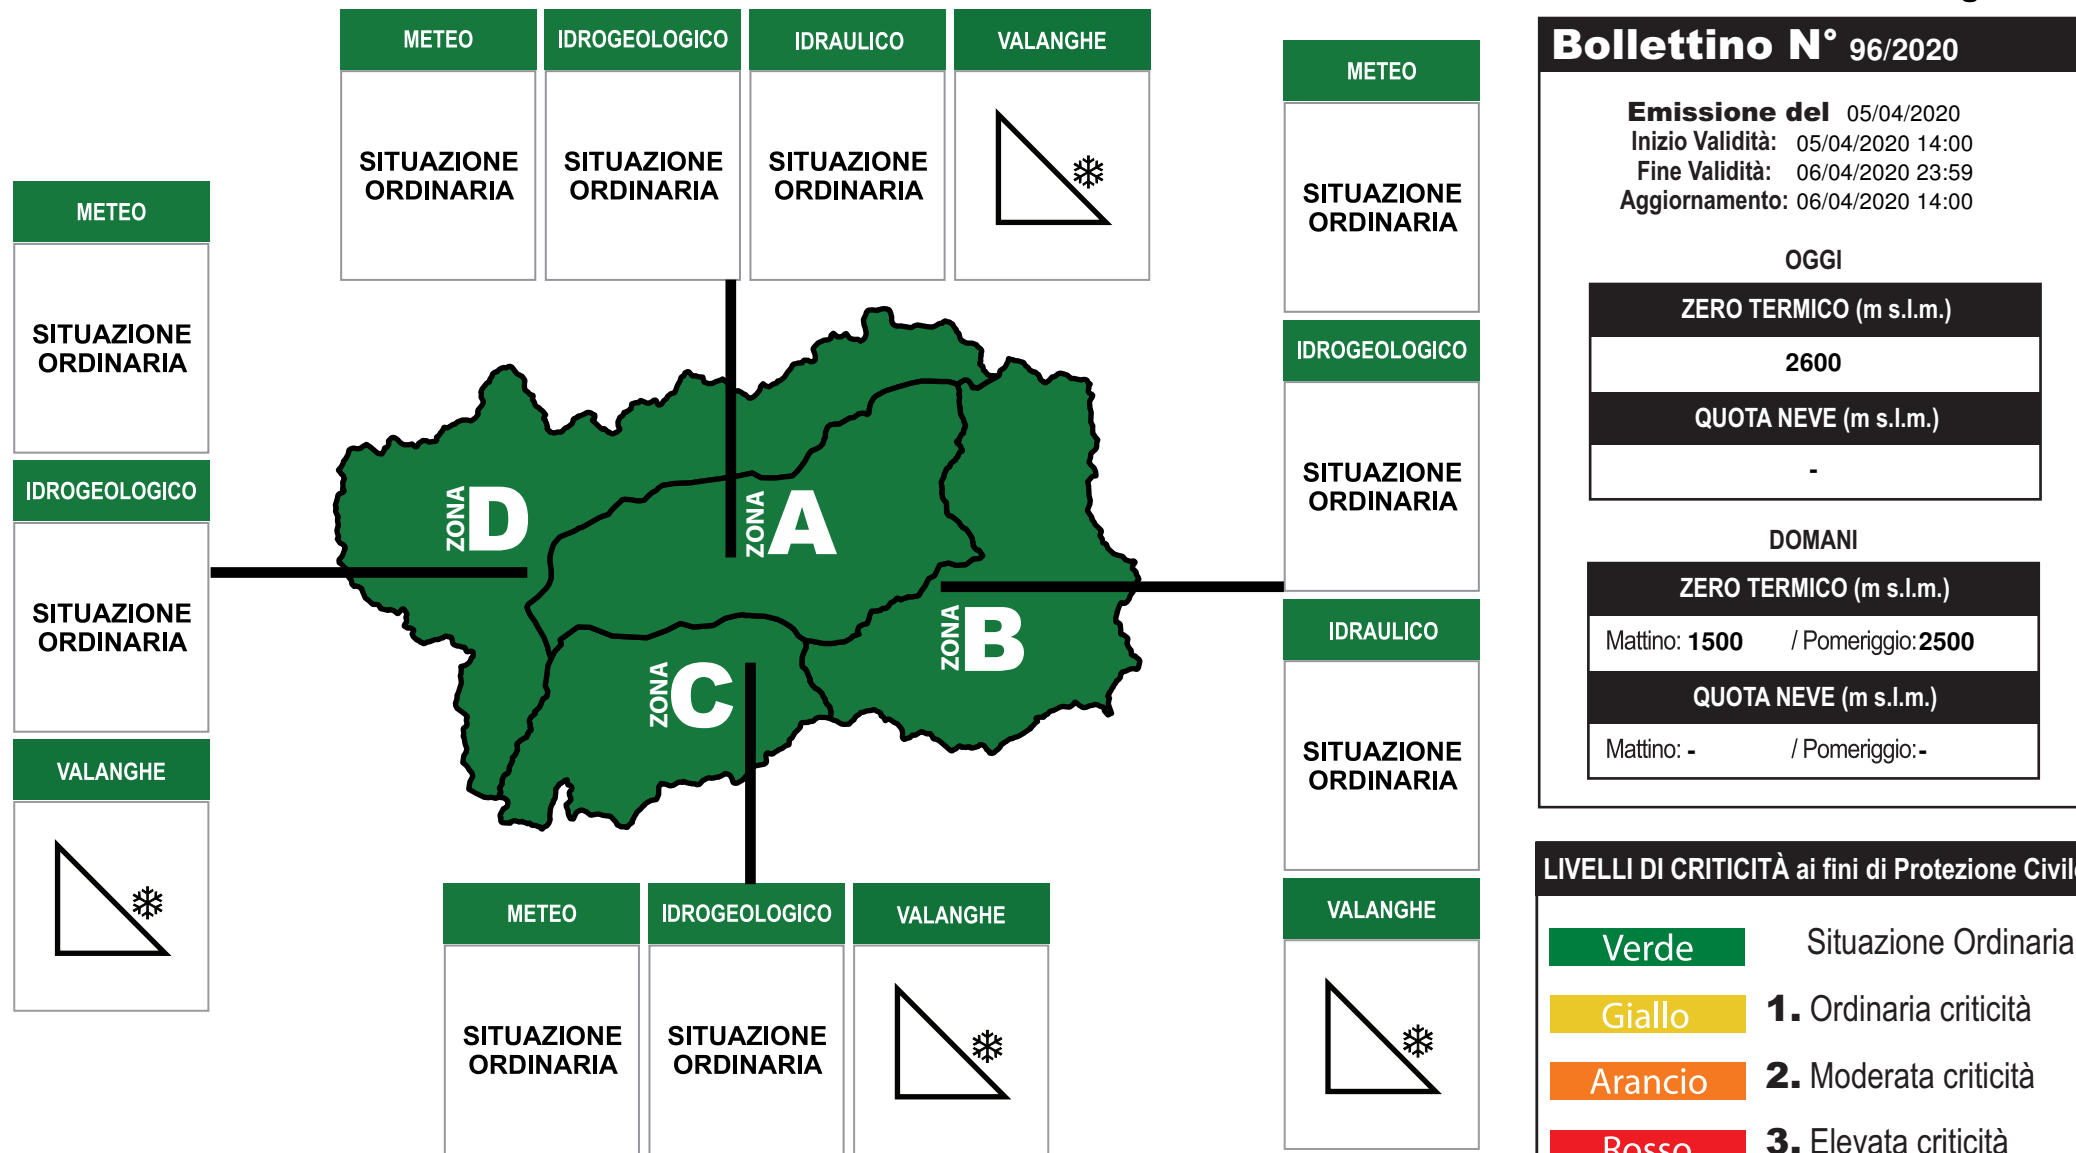 METEO
IDROGEOLOGICO
IDRAULICO
VALANGHE
SITUAZIONE
ORDINARIA
SITUAZIONE
ORDINARIA
SITUAZIONE
ORDINARIA
METEO
SITUAZIONE
ORDINARIA
IDROGEOLOGICO
SITUAZIONE
ORDINARIA
VALANGHE
ZONA D
ZONA A
ZONA B
ZONA C
METEO
IDROGEOLOGICO
VALANGHE
SITUAZIONE
ORDINARIA
SITUAZIONE
ORDINARIA
METEO
SITUAZIONE
ORDINARIA
IDROGEOLOGICO
SITUAZIONE
ORDINARIA
IDRAULICO
SITUAZIONE
ORDINARIA
VALANGHE
Bollettino N° 96/2020
Emissione del 05/04/2020
Inizio Validità: 05/04/2020 14:00
Fine Validità: 06/04/2020 23:59
Aggiornamento: 06/04/2020 14:00
OGGI
ZERO TERMICO (m s.l.m.)
2600
QUOTA NEVE (m s.l.m.)
-
DOMANI
ZERO TERMICO (m s.l.m.)
Mattino: 1500 / Pomeriggio: 2500
QUOTA NEVE (m s.l.m.)
Mattino: - / Pomeriggio: -
LIVELLI DI CRITICITÀ ai fini di Protezione Civile
Verde Situazione Ordinaria
Giallo 1. Ordinaria criticità
Arancio 2. Moderata criticità
Rosso 3. Elevata criticità